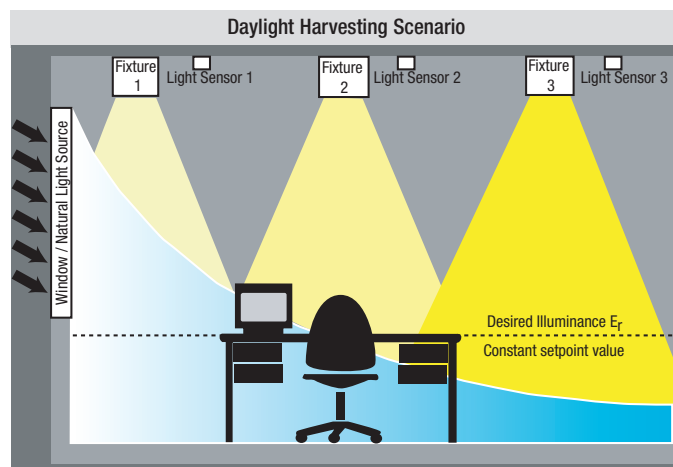 Daylight Harvesting Scenario
Fixture
1
Light Sensor 1
Fixture
2
Light Sensor 2
Fixture
3
Light Sensor 3
Window / Natural Light Source
Desired Illuminance Er
Constant setpoint value